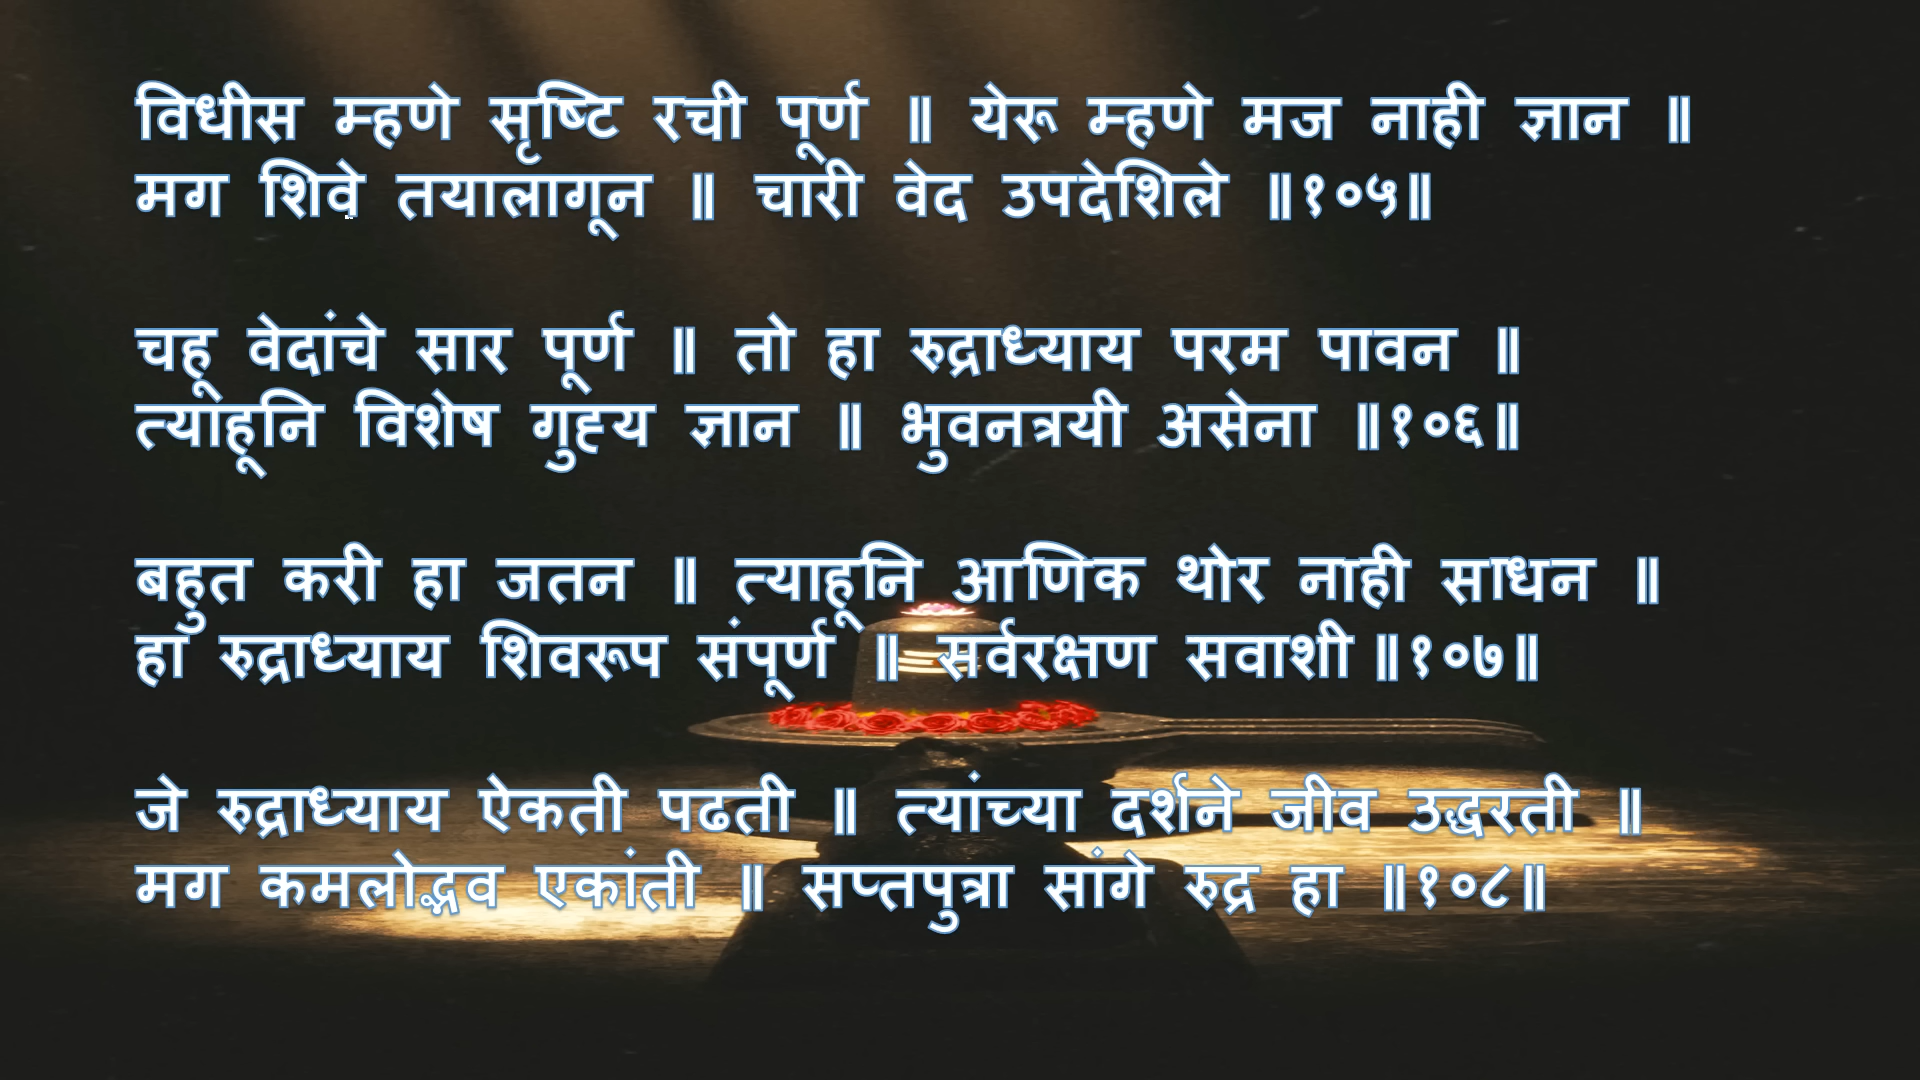 विधीस म्हणे सृष्टि रची पूर्ण ॥ येरू म्हणे मज नाही ज्ञान ॥
मग शिवे तयालागून ॥ चारी वेद उपदेशिले ॥१०५॥
चहू वेदांचे सार पूर्ण ॥ तो हा रुद्राध्याय परम पावन ॥
त्याहूनि विशेष गुह्य ज्ञान ॥ भुवनत्रयी असेना ॥१०६॥
बहुत करी हा जतन ॥ त्याहूनि आणिक थोर नाही साधन ॥
हा रुद्राध्याय शिवरूप संपूर्ण ॥ सर्वरक्षण सवाशी ॥१०७॥
जे रुद्राध्याय ऐकती पढती ॥ त्यांच्या दर्शने जीव उद्धरती ॥
मग कमलोद्भव एकांती ॥ सप्तपुत्रा सांगे रुद्र हा ॥१०८॥